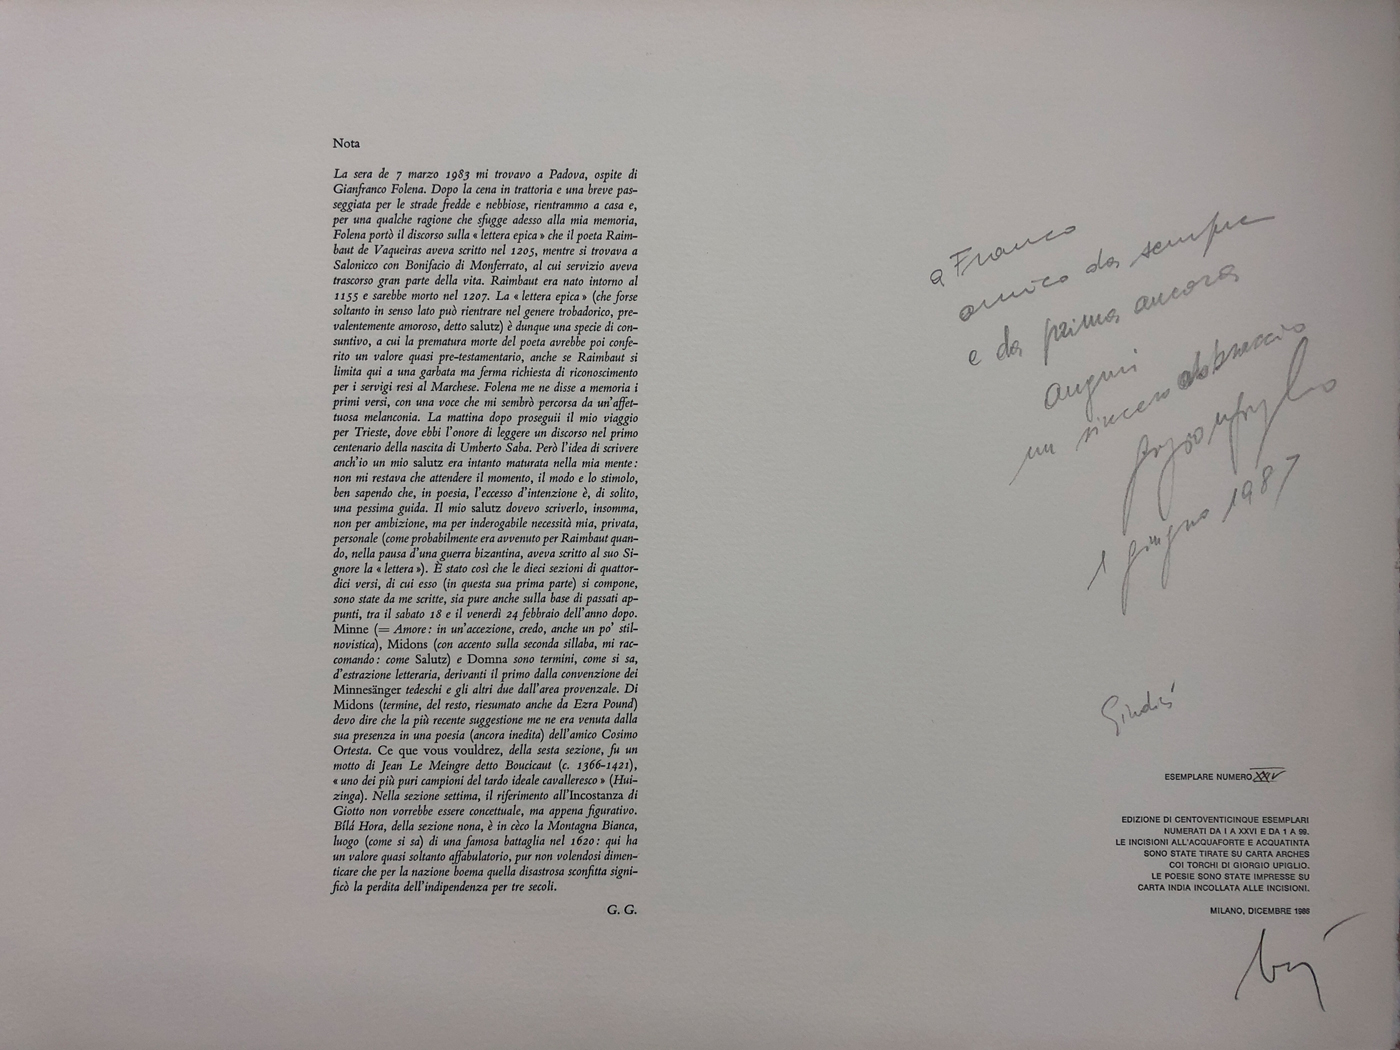 Nota
La sera de 7 marzo 1983 mi trovavo a Padova, ospite di
Gianfranco Folena. Dopo la cena in trattoria e una breve pas-
seggiata per le strade fredde e nebbiose, rientrammo a casa e,
per una qualche ragione che sfugge adesso alla mia memoria,
Folena portò il discorso sulla « lettera epica » che il poeta Raim-
baut de Vaqueiras aveva scritto nel 1205, mentre si trovava a
Salonicco con Bonifacio di Monferrato, al cui servizio aveva
trascorso gran parte della vita. Raimbaut era nato intorno al
1155 e sarebbe morto nel 1207. La « lettera epica » (che forse
soltanto in senso lato può rientrare nel genere trobadorico, pre-
valentemente amoroso, detto salutz) è dunque una specie di con-
suntivo, a cui la prematura morte del poeta avrebbe poi confe-
rito un valore quasi pre-testamentario, anche se Raimbaut si
limita qui a una garbata ma ferma richiesta di riconoscimento
per i servigi resi al Marchese. Folena me ne disse a memoria i
primi versi, con una voce che mi sembrò percorsa da un'affet-
tuosa melanconia. La mattina dopo proseguii il mio viaggio
per Trieste, dove ebbi l'onore di leggere un discorso nel primo
centenario della nascita di Umberto Saba. Però l'idea di scrivere
anch'io un mio salutz era intanto maturata nella mia mente:
non mi restava che attendere il momento, il modo e lo stimolo,
ben sapendo che, in poesia, l'eccesso d'intenzione è, di solito,
una pessima guida. Il mio salutz dovevo scriverlo, insomma,
non per ambizione, ma per inderogabile necessità mia, privata,
personale (come probabilmente era avvenuto per Raimbaut quan-
do, nella pausa d'una guerra bizantina, aveva scritto al suo Si-
gnore la « lettera »). È stato così che le dieci sezioni di quattor-
dici versi, di cui esso (in questa sua prima parte) si compone,
sono state da me scritte, sia pure anche sulla base di passati ap-
punti, tra il sabato 18 e il venerdì 24 febbraio dell'anno dopo.
Minne (= Amore: in un'accezione, credo, anche un po' stil-
novistica), Midons (con accento sulla seconda sillaba, mi rac-
comando: come Salutz) e Domna sono termini, come si sa,
d'estrazione letteraria, derivanti il primo dalla convenzione dei
Minnesänger tedeschi e gli altri due dall'area provenzale. Di
Midons (termine, del resto, riesumato anche da Ezra Pound)
devo dire che la più recente suggestione me ne era venuta dalla
sua presenza in una poesia (ancora inedita) dell'amico Cosimo
Ortesta. Ce que vous vouldrez, della sesta sezione, fu un
motto di Jean Le Meingre detto Boucicaut (c. 1366-1421),
« uno dei più puri campioni del tardo ideale cavalleresco » (Hui-
zinga). Nella sezione settima, il riferimento all'Incostanza di
Giotto non vorrebbe essere concettuale, ma appena figurativo.
Bílá Hora, della sezione nona, è in cèco la Montagna Bianca,
luogo (come si sa) di una famosa battaglia nel 1620: qui ha
un valore quasi soltanto affabulatorio, pur non volendosi dimen-
ticare che per la nazione boema quella disastrosa sconfitta signi-
ficò la perdita dell'indipendenza per tre secoli.
G. G.
a Franco
amico da sempre
e da prima ancora
auguri
un sincero abbraccio
giorgio upiglio
1 giugno 1987
Giudici
ESEMPLARE NUMERO XXIV
EDIZIONE DI CENTOVENTICINQUE ESEMPLARI
NUMERATI DA I A XXVI E DA 1 A 99.
LE INCISIONI ALL'ACQUAFORTE E ACQUATINTA
SONO STATE TIRATE SU CARTA ARCHES
COI TORCHI DI GIORGIO UPIGLIO.
LE POESIE SONO STATE IMPRESSE SU
CARTA INDIA INCOLLATA ALLE INCISIONI.
MILANO, DICEMBRE 1986